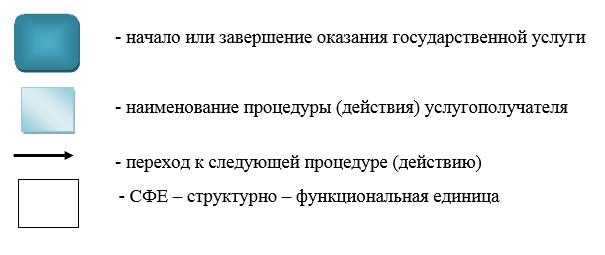 - начало или завершение оказания государственной услуги
- наименование процедуры (действия) услугополучателя
- переход к следующей процедуре (действию)
- СФЕ – структурно – функциональная единица